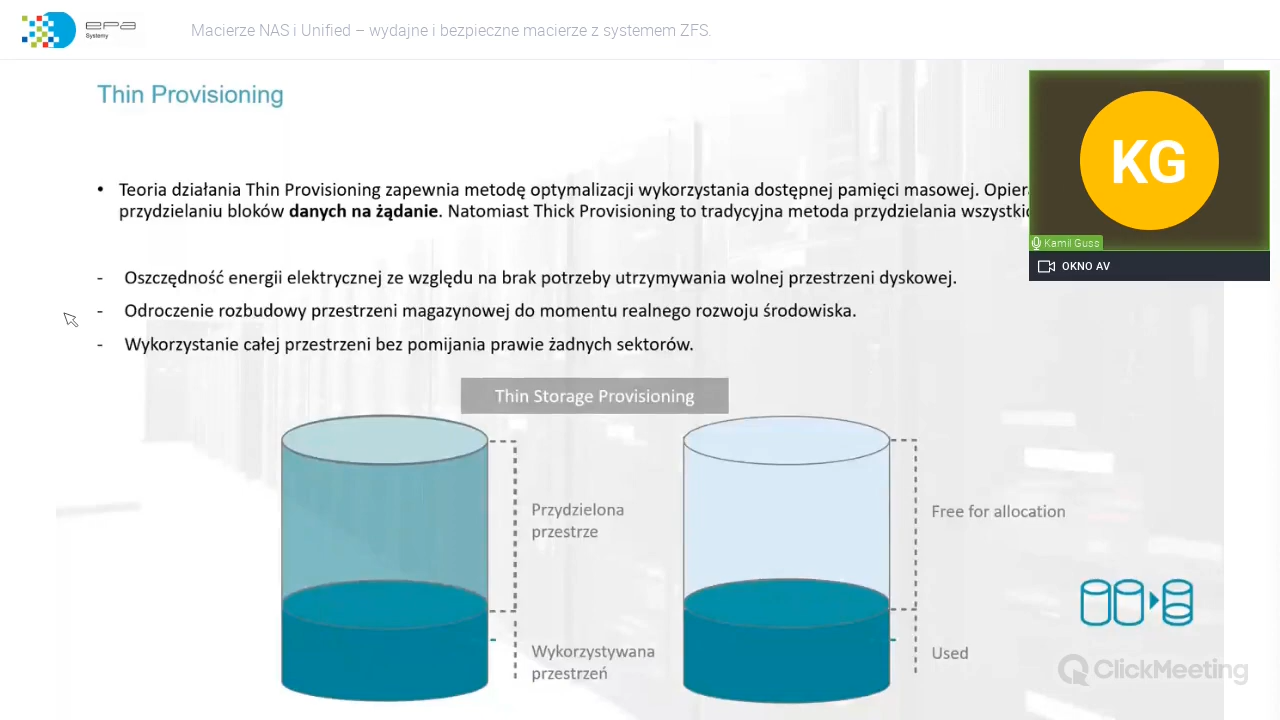 epa
Systemy
Macierze NAS i Unified – wydajne i bezpieczne macierze z systemem ZFS.
Thin Provisioning
• Teoria działania Thin Provisioning zapewnia metodę optymalizacji wykorzystania dostępnej pamięci masowej.
przydzielaniu bloków danych na żądanie. Natomiast Thick Provisioning to tradycyjna metoda przydzielania
- Oszczędność energii elektrycznej ze względu na brak potrzeby utrzymywania wolnej przestrzeni dyskowej.
- Odroczenie rozbudowy przestrzeni magazynowej do momentu realnego rozwoju środowiska.
- Wykorzystanie całej przestrzeni bez pomijania prawie żadnych sektorów.
KG
Kamil Guss
OKNO AV
Thin Storage Provisioning
Przydzielona
przestrze
Free for allocation
Wykorzystywana
przestrzeń
Used
ClickMeeting